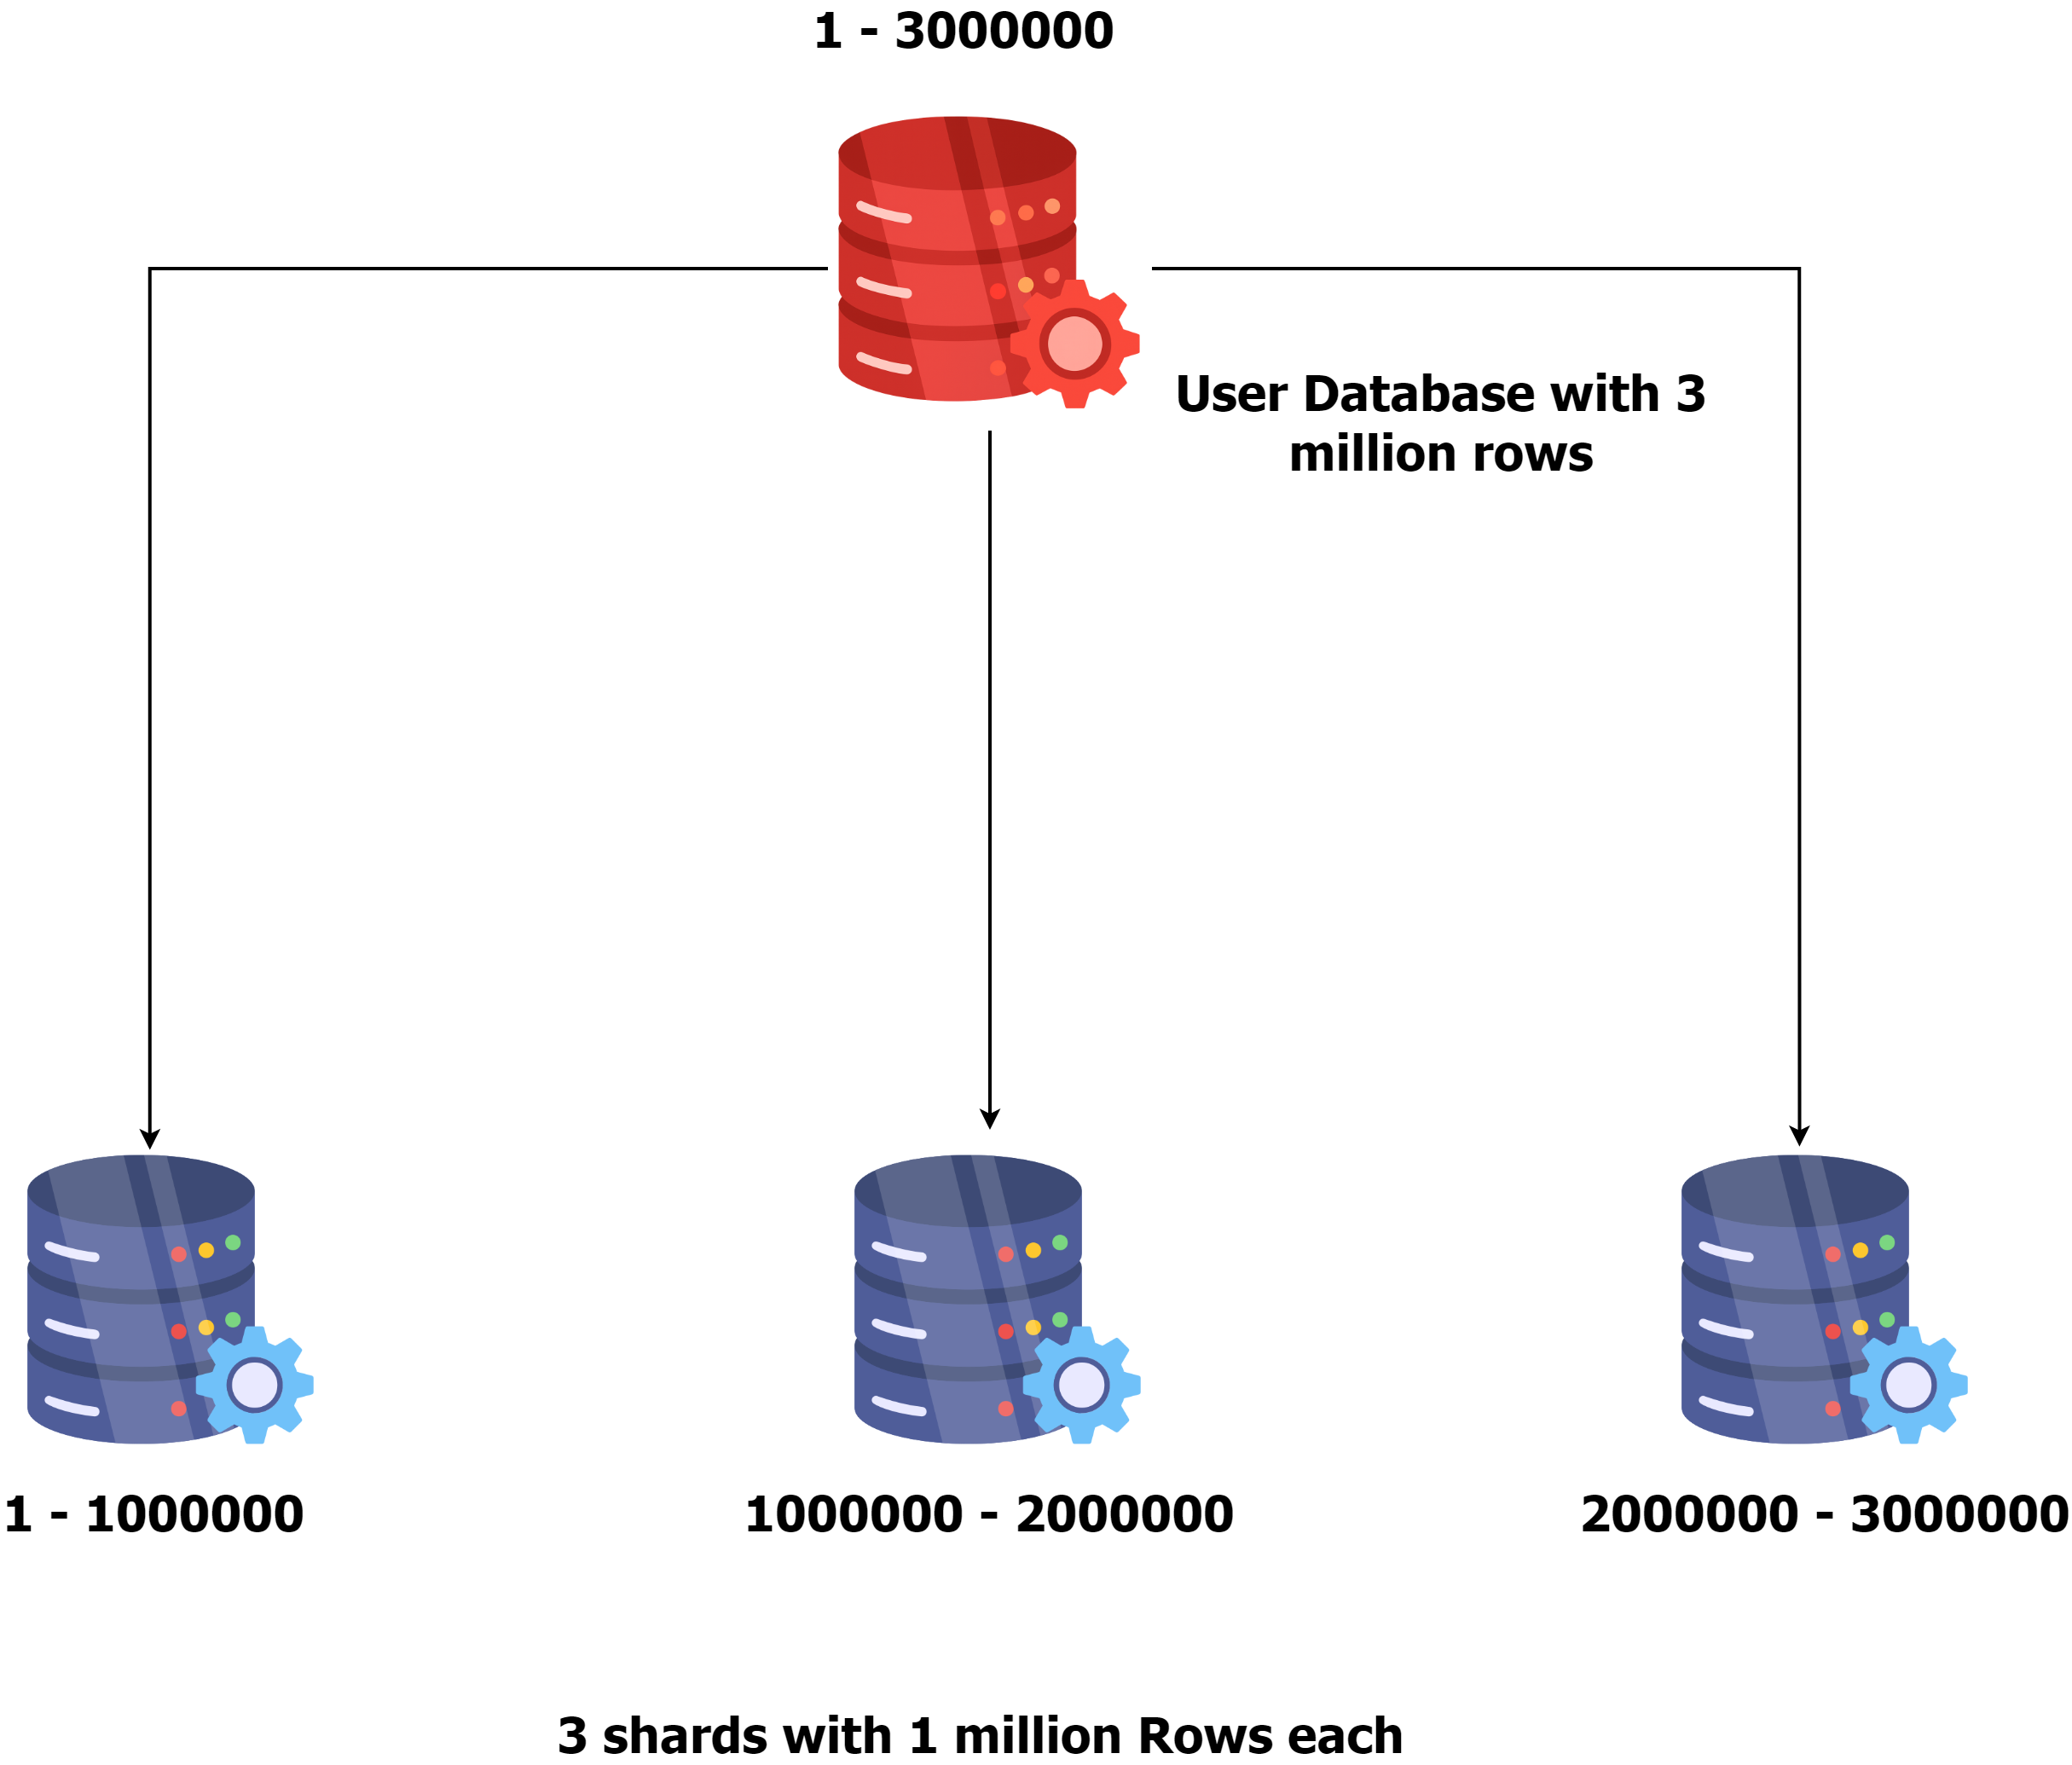 1 - 3000000
User Database with 3
million rows
1 - 1000000
1000000 - 2000000
2000000 - 3000000
3 shards with 1 million Rows each